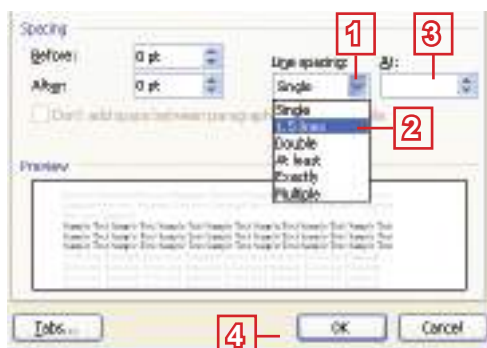 Spacing
1 3
Before: 0 pt Line spacing: At:
After: 0 pt Single
Don't add space between paragraphs
Single
1.5 lines 2
Double
At least
Exactly
Multiple
Preview
Tabs... 4 OK Cancel